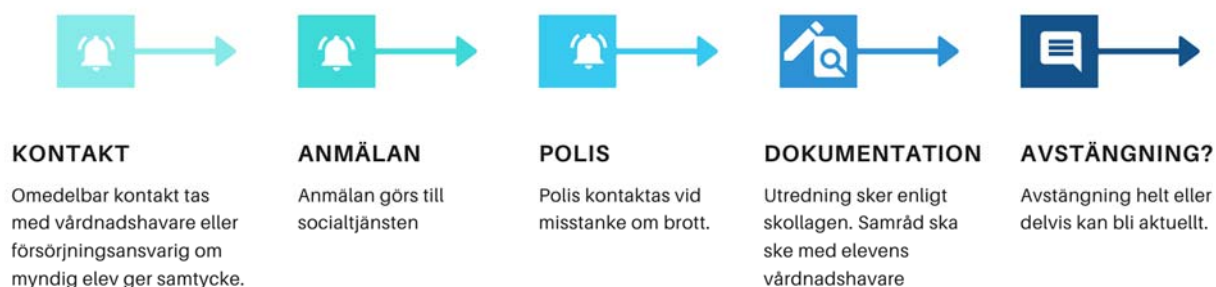 KONTAKT
Omedelbar kontakt tas
med vårdnadshavare eller
försörjningsansvarig om
myndig elev ger samtycke.
ANMÄLAN
Anmälan görs till
socialtjänsten
POLIS
Polis kontaktas vid
misstanke om brott.
DOKUMENTATION
Utredning sker enligt
skollagen. Samråd ska
ske med elevens
vårdnadshavare
AVSTÄNGNING?
Avstängning helt eller
delvis kan bli aktuellt.